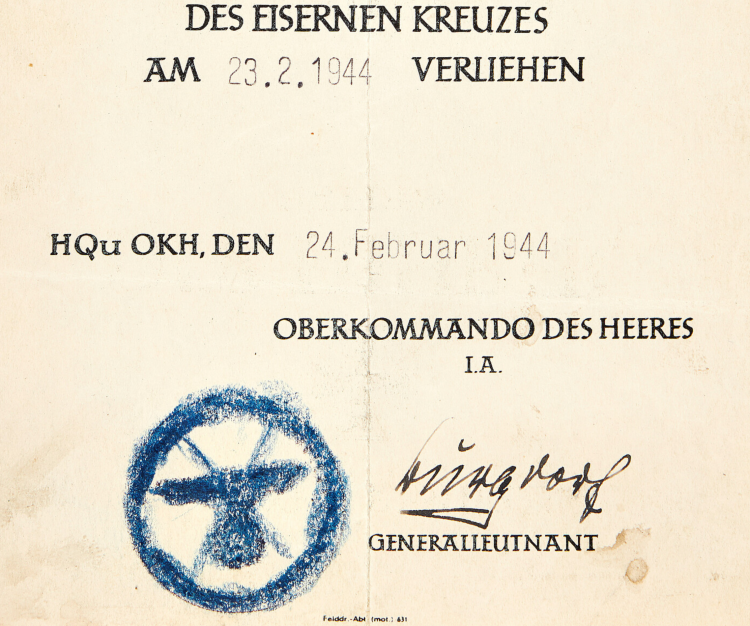 DES EISERNEN KREUZES
AM 23.2.1944 VERLIEHEN
HQu OKH, DEN 24.Februar 1944
OBERKOMMANDO DES HEERES
I.A.
Burgdorf
GENERALLEUTNANT
Felddr.-Abt (mot.) 631